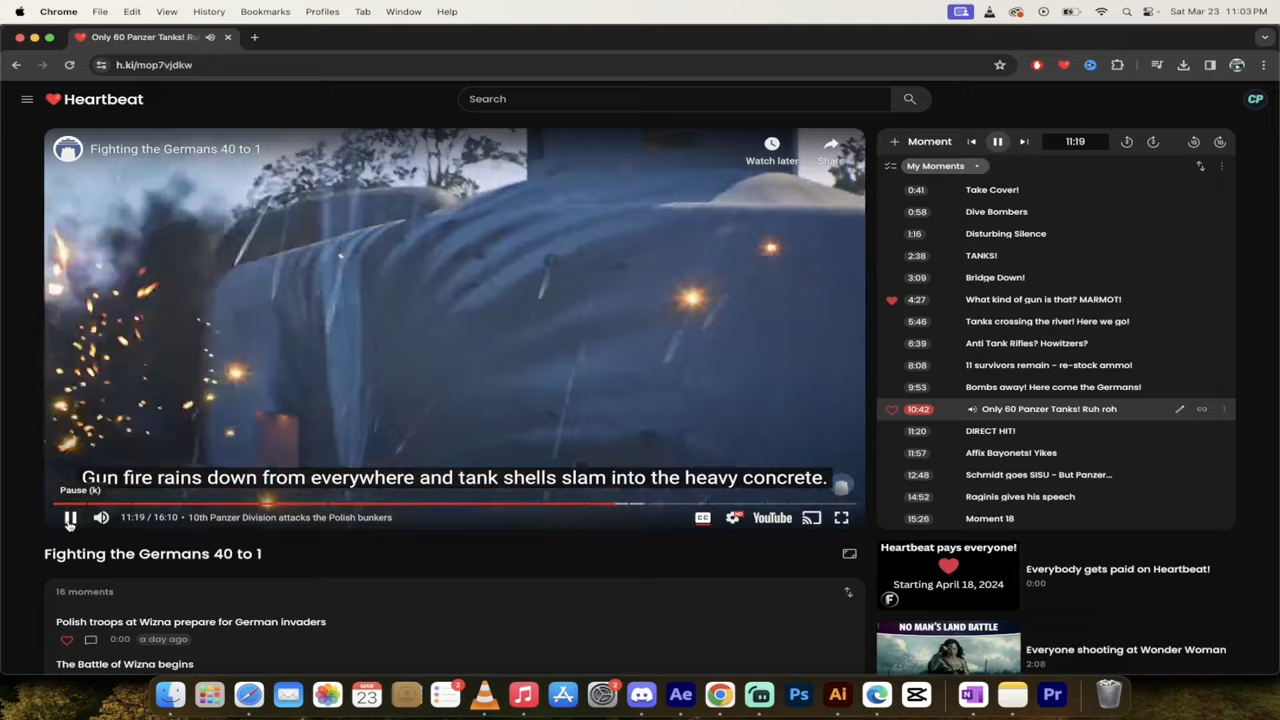 Chrome File Edit View History Bookmarks Profiles Tab Window Help Sat Mar 23 11:03 PM
Only 60 Panzer Tanks! Ru
h.ki/mop7vjdkw
Heartbeat
Search
CP
Fighting the Germans 40 to 1
Watch later
Share
Gun fire rains down from everywhere and tank shells slam into the heavy concrete.
Pause (k)
11:19 / 16:10 • 10th Panzer Division attacks the Polish bunkers
CC HD YouTube
Fighting the Germans 40 to 1
16 moments
Polish troops at Wizna prepare for German invaders
0:00 a day ago
The Battle of Wizna begins
+ Moment 11:19
My Moments
0:41 Take Cover!
0:58 Dive Bombers
1:16 Disturbing Silence
2:38 TANKS!
3:09 Bridge Down!
4:27 What kind of gun is that? MARMOT!
5:46 Tanks crossing the river! Here we go!
6:39 Anti Tank Rifles? Howitzers?
8:08 11 survivors remain - re-stock ammo!
9:53 Bombs away! Here come the Germans!
10:42 Only 60 Panzer Tanks! Ruh roh
11:20 DIRECT HIT!
11:57 Affix Bayonets! Yikes
12:48 Schmidt goes SISU - But Panzer...
14:52 Raginis gives his speech
15:26 Moment 18
Heartbeat pays everyone!
Starting April 18, 2024
F
Everybody gets paid on Heartbeat!
0:00
NO MAN'S LAND BATTLE
Everyone shooting at Wonder Woman
2:08
MAR
23
2
2
Ae
Ps
Ai
N
Pr